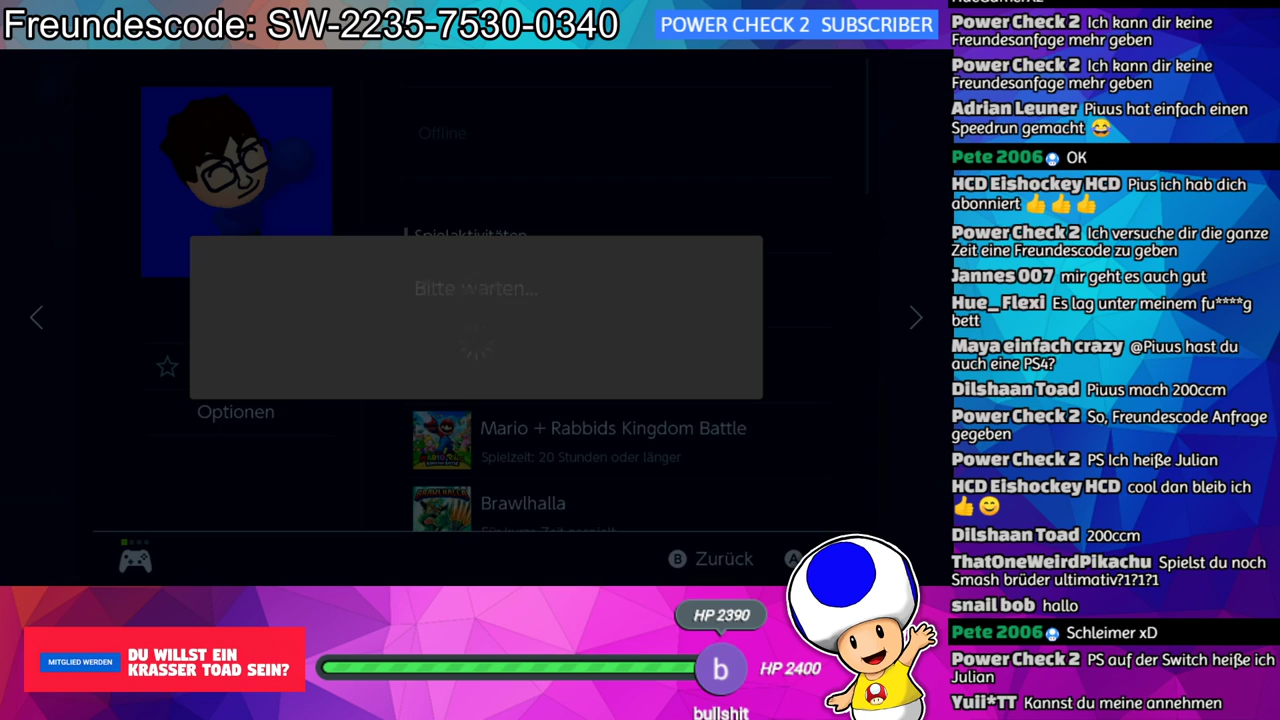 Freundescode: SW-2235-7530-0340
POWER CHECK 2 SUBSCRIBER
Offline
Spielaktivitäten
Bitte warten...
Optionen
Mario + Rabbids Kingdom Battle
Spielzeit: 20 Stunden oder länger
Brawlhalla
B Zurück
A
MITGLIED WERDEN
DU WILLST EIN
KRASSER TOAD SEIN?
HP 2390
b
HP 2400
bullshit
Power Check 2 Ich kann dir keine
Freundesanfage mehr geben
Power Check 2 Ich kann dir keine
Freundesanfage mehr geben
Adrian Leuner Piuus hat einfach einen
Speedrun gemacht 😂
Pete 2006 OK
HCD Eishockey HCD Pius ich hab dich
abonniert 👍👍👍
Power Check 2 Ich versuche dir die ganze
Zeit eine Freundescode zu geben
Jannes 007 mir geht es auch gut
Hue_Flexi Es lag unter meinem fu****g
bett
Maya einfach crazy @Piuus hast du
auch eine PS4?
Dilshaan Toad Piuus mach 200ccm
Power Check 2 So, Freundescode Anfrage
gegeben
Power Check 2 PS Ich heiße Julian
HCD Eishockey HCD cool dan bleib ich
👍😊
Dilshaan Toad 200ccm
ThatOneWeirdPikachu Spielst du noch
Smash brüder ultimativ?1?1?1
snail bob hallo
Pete 2006 Schleimer xD
Power Check 2 PS auf der Switch heiße ich
Julian
Yuii*TT Kannst du meine annehmen